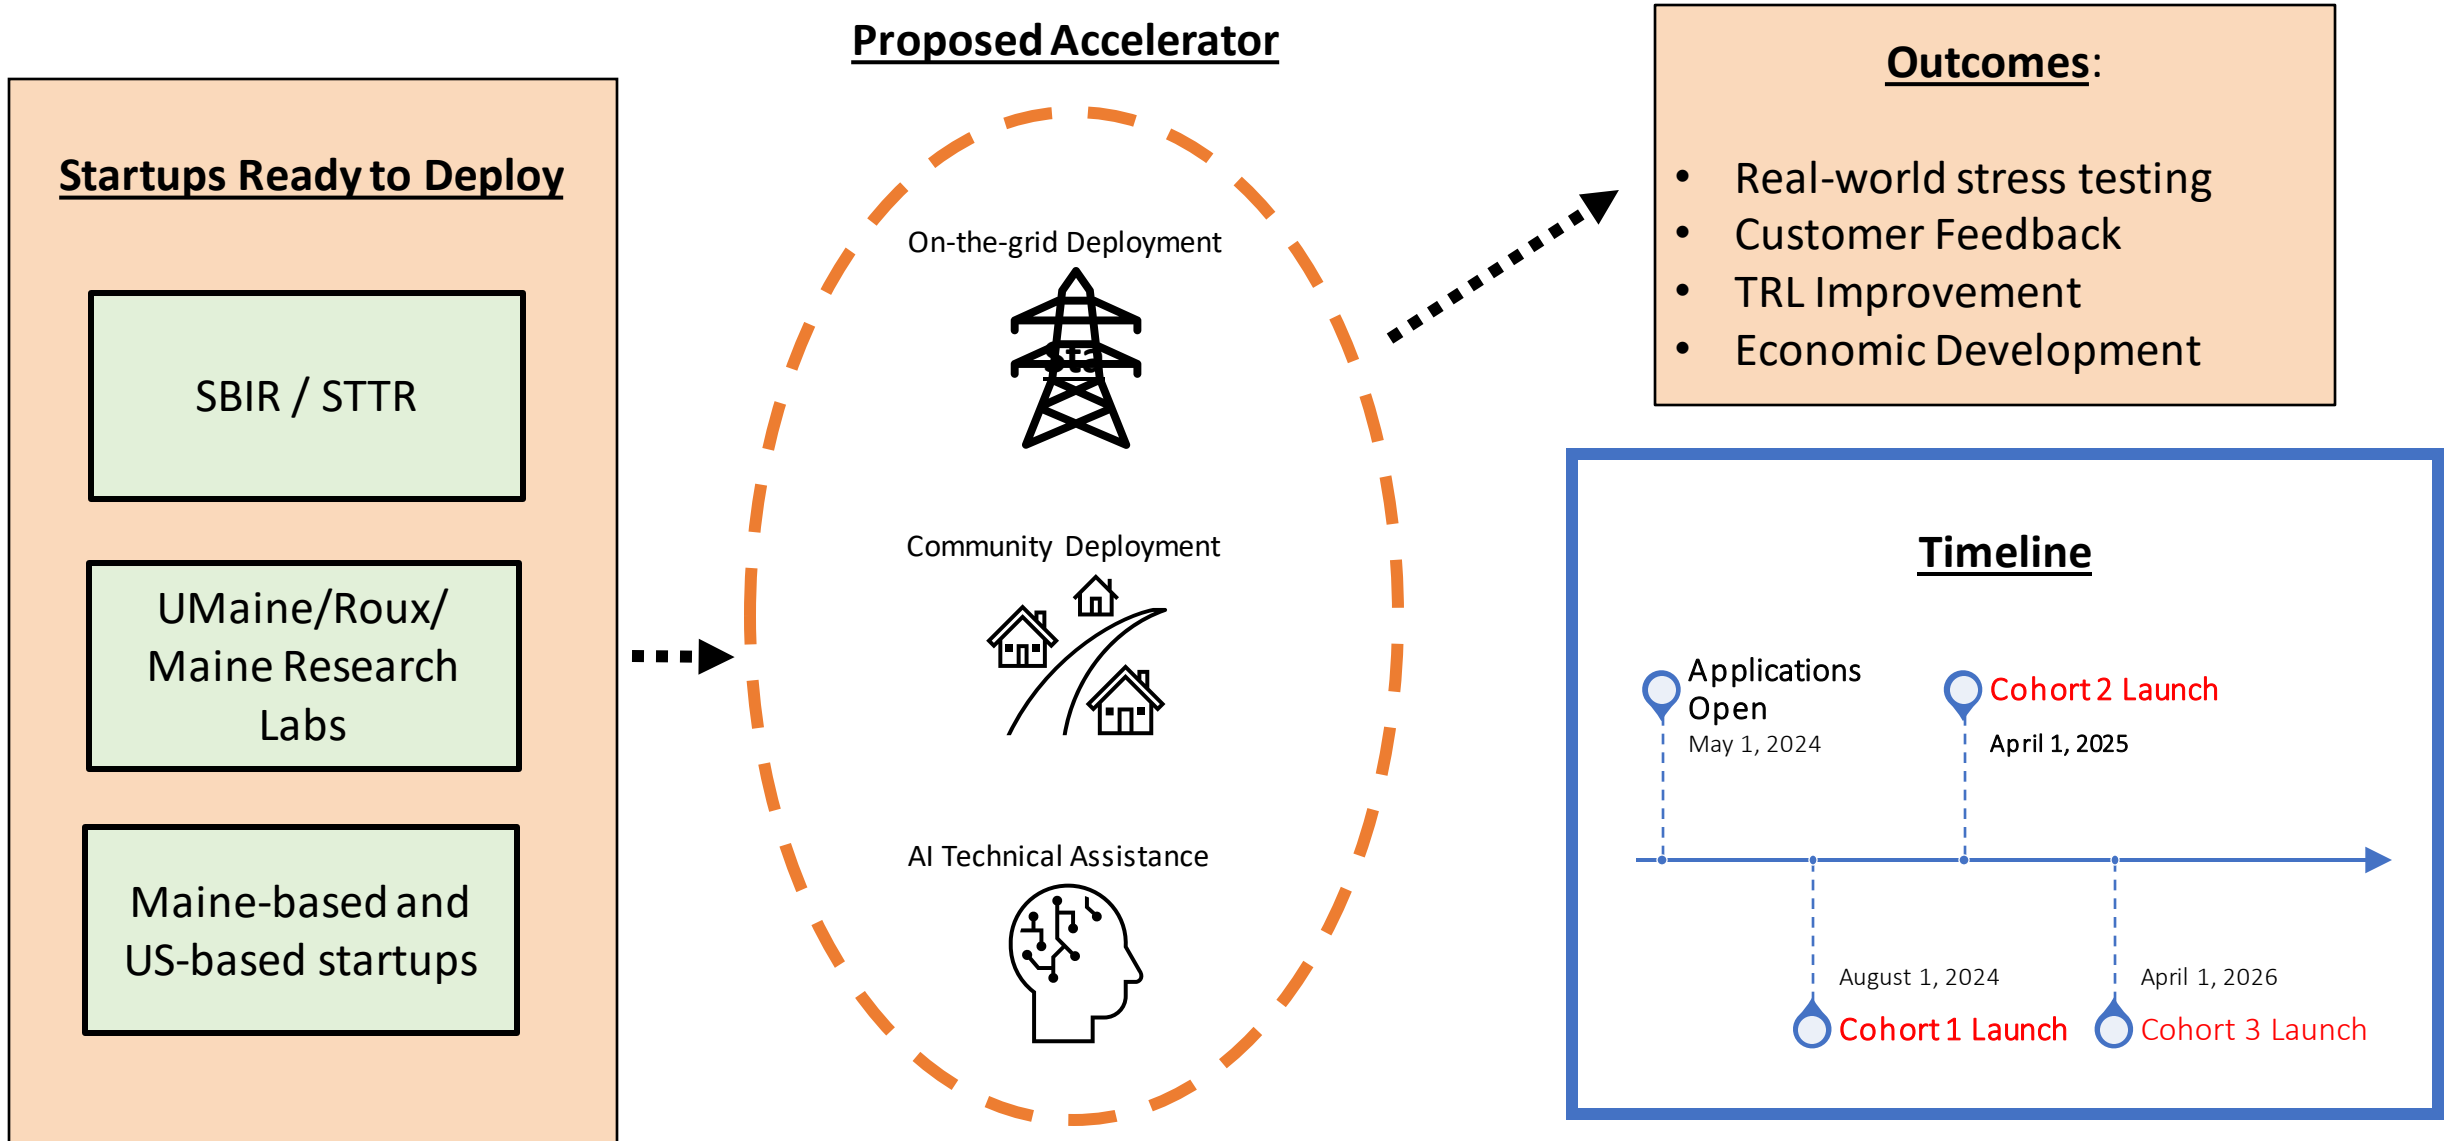 Proposed Accelerator
Startups Ready to Deploy
SBIR / STTR
UMaine/Roux/
Maine Research
Labs
Maine-based and
US-based startups
On-the-grid Deployment
Sta
Community Deployment
AI Technical Assistance
Outcomes:
• Real-world stress testing
• Customer Feedback
• TRL Improvement
• Economic Development
Timeline
Applications
Open
May 1, 2024
Cohort 2 Launch
April 1, 2025
August 1, 2024
Cohort 1 Launch
April 1, 2026
Cohort 3 Launch